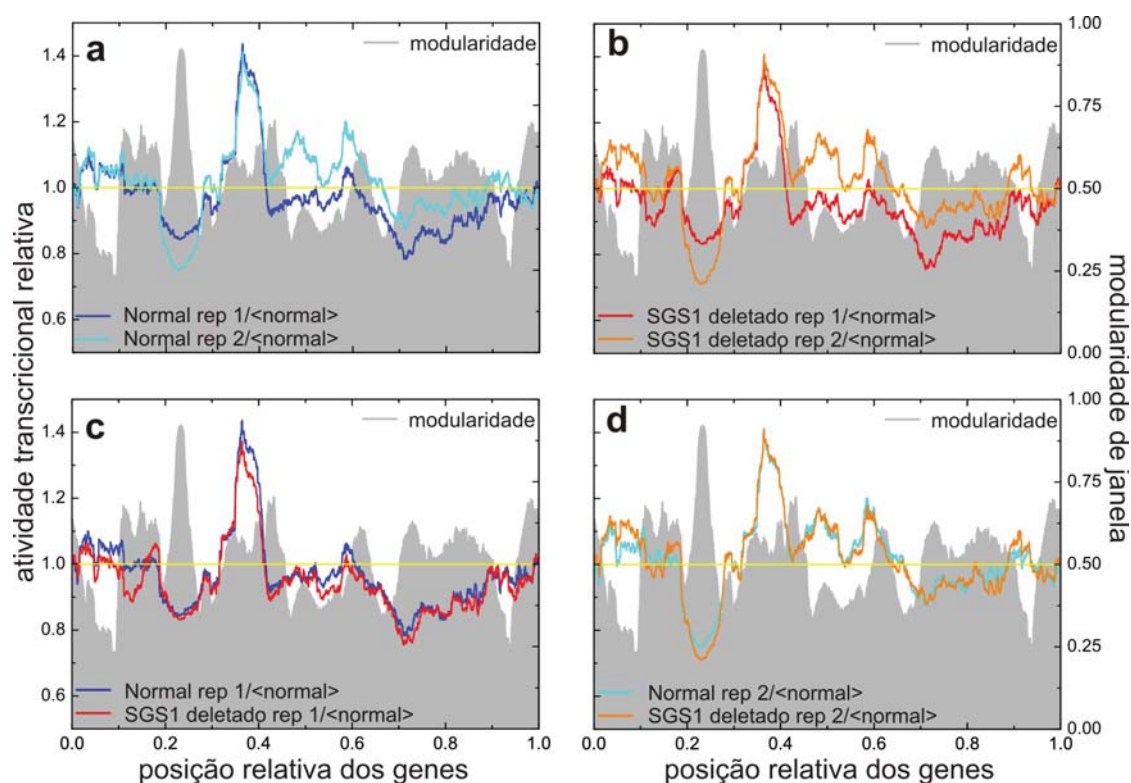 a
modularidade
1.4
1.2
1.0
0.8
0.6
Normal rep 1/<normal>
Normal rep 2/<normal>
b
modularidade
1.00
0.75
0.50
0.25
0.00
SGS1 deletado rep 1/<normal>
SGS1 deletado rep 2/<normal>
atividade transcricional relativa
modularidade de janela
c
modularidade
1.4
1.2
1.0
0.8
0.6
Normal rep 1/<normal>
SGS1 deletado rep 1/<normal>
0.0 0.2 0.4 0.6 0.8 1.0
posição relativa dos genes
d
modularidade
1.00
0.75
0.50
0.25
0.00
Normal rep 2/<normal>
SGS1 deletado rep 2/<normal>
0.0 0.2 0.4 0.6 0.8 1.0
posição relativa dos genes